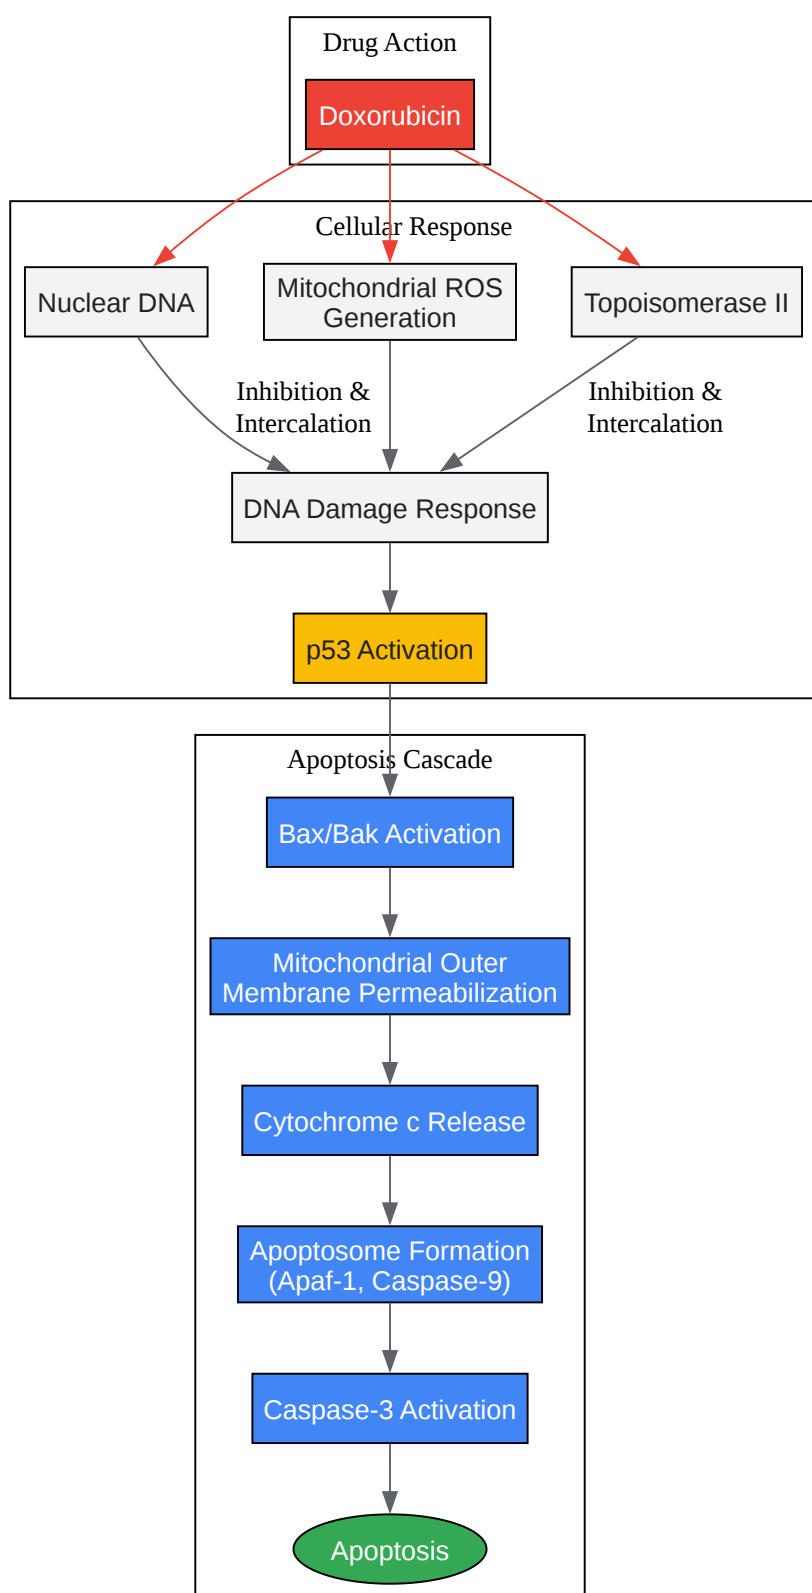 Drug Action
Doxorubicin
Cellular Response
Nuclear DNA
Mitochondrial ROS
Generation
Topoisomerase II
Inhibition &
Intercalation
Inhibition &
Intercalation
DNA Damage Response
p53 Activation
Apoptosis Cascade
Bax/Bak Activation
Mitochondrial Outer
Membrane Permeabilization
Cytochrome c Release
Apoptosome Formation
(Apaf-1, Caspase-9)
Caspase-3 Activation
Apoptosis